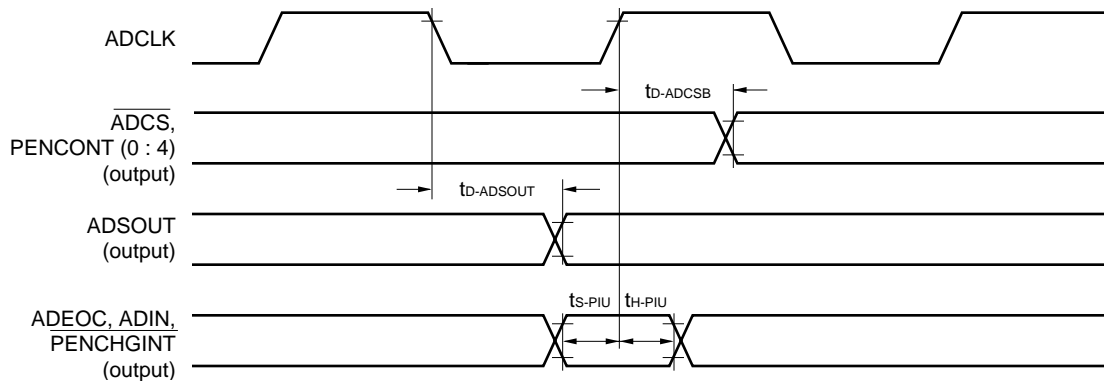 ADCLK
tD-ADCSB
ADCS,
PENCONT (0 : 4)
(output)
tD-ADSOUT
ADSOUT
(output)
tS-PIU tH-PIU
ADEOC, ADIN,
PENCHGINT
(output)